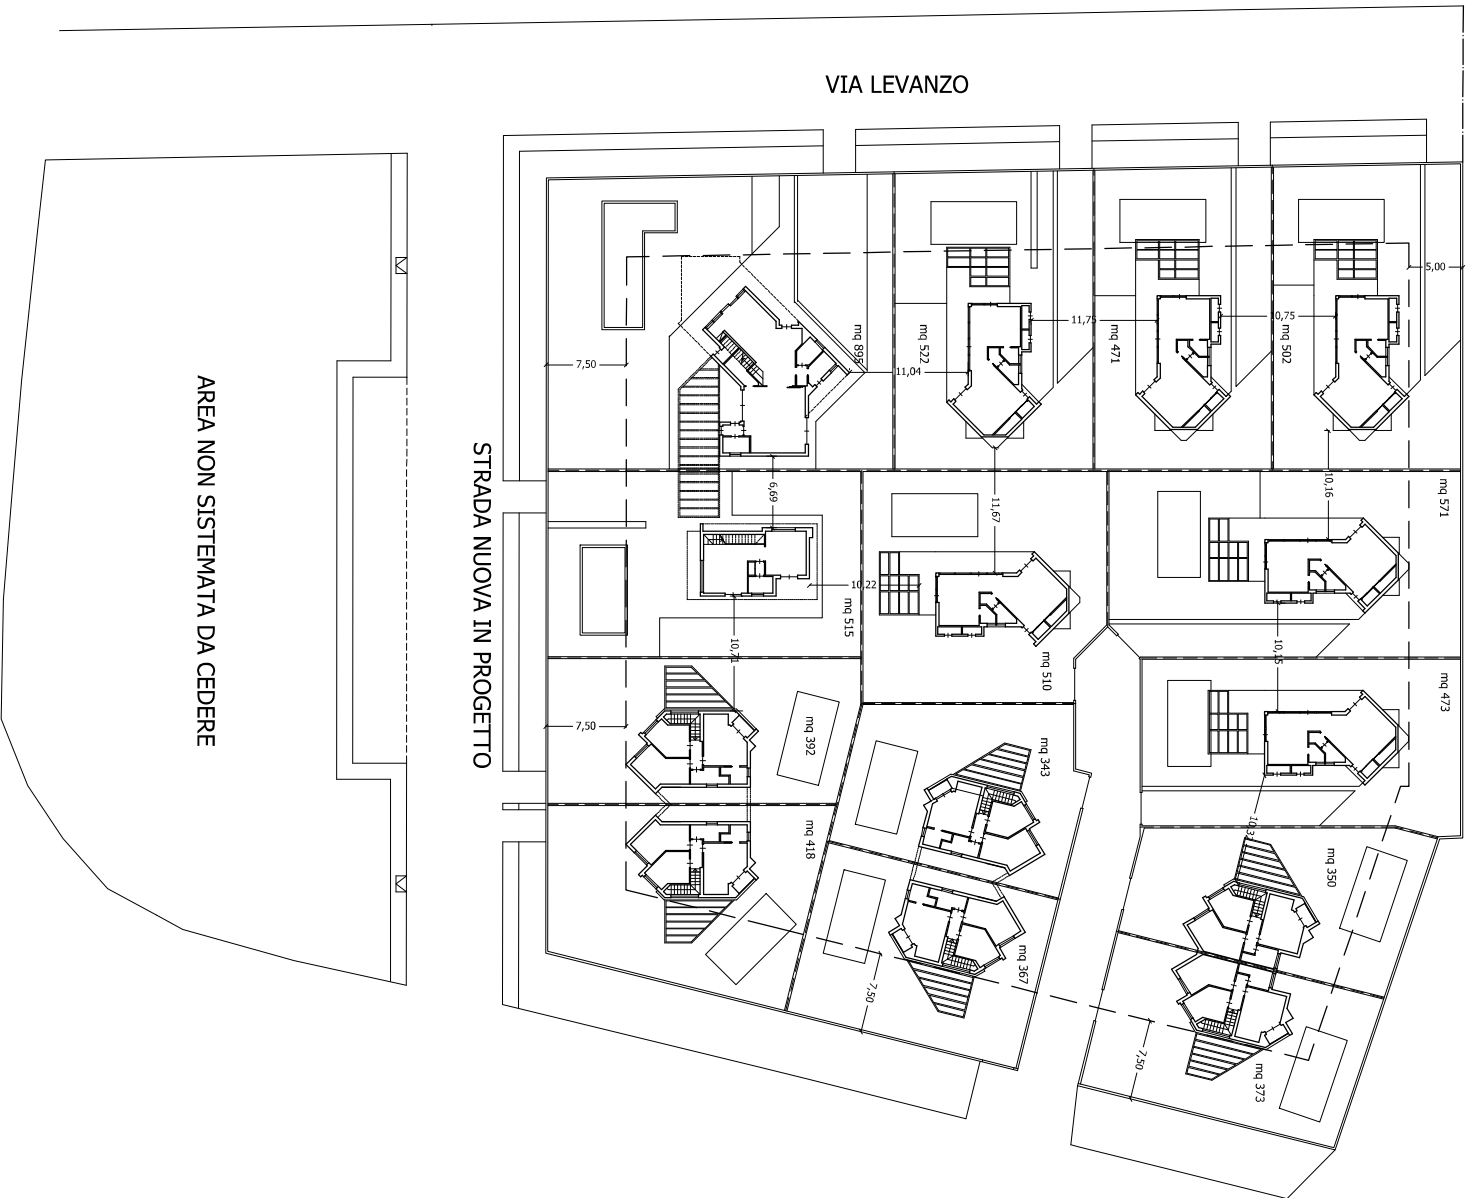 VIA LEVANZO
5,00
11,75
10,75
mq 895
mq 522
mq 471
mq 502
7,50
11,04
AREA NON SISTEMATA DA CEDERE
STRADA NUOVA IN PROGETTO
6,69
11,67
10,16
mq 571
10,22
mq 515
10,71
mq 510
10,15
mq 473
7,50
mq 392
mq 343
mq 418
mq 350
mq 367
7,50
7,50
mq 373